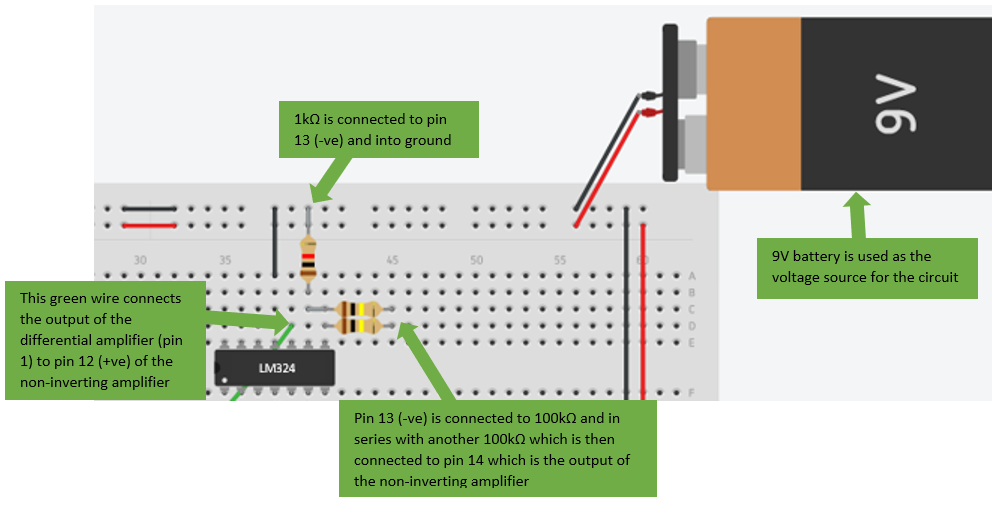 9V
1kΩ is connected to pin
13 (-ve) and into ground
9V battery is used as the
voltage source for the circuit
30 35 45 50 55 60
A
B
C
D
E
F
This green wire connects
the output of the
differential amplifier (pin
1) to pin 12 (+ve) of the
non-inverting amplifier
LM324
Pin 13 (-ve) is connected to 100kΩ and in
series with another 100kΩ which is then
connected to pin 14 which is the output of
the non-inverting amplifier